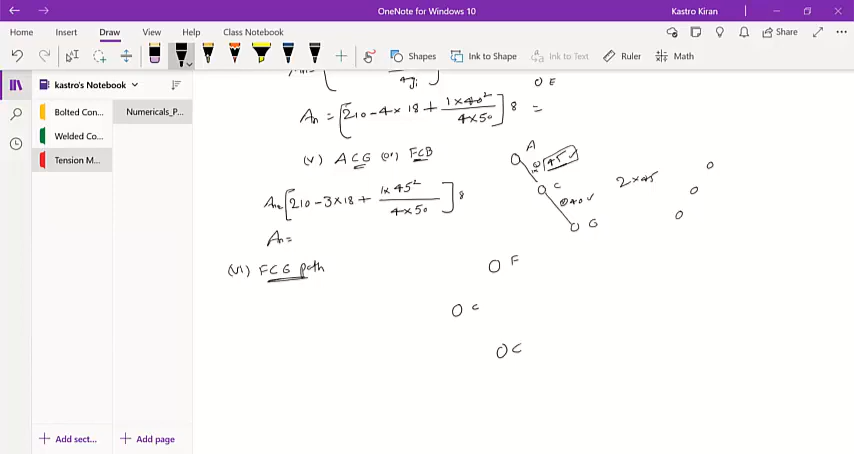 OneNote for Windows 10
Kastro Kiran
Home Insert Draw View Help Class Notebook
Share
Shapes Ink to Shape Ink to Text Ruler Math
kastro's Notebook
Bolted Con...
Welded Co...
Tension M...
Numericals_P...
O E
An = [210 - 4 x 18 + 1 x 40² / 4 x 50] 8 =
(V) ACG (or) FCB
An = [210 - 3 x 18 + 1 x 45² / 4 x 50] 8
An =
A
45 ✓
C
40 ✓
G
2 x 45
(VI) FCG path
F
C
C
Add sect... Add page